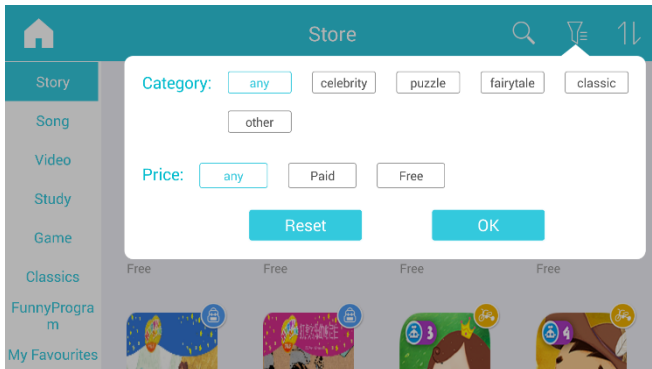 Store
Story
Song
Video
Study
Game
Classics
FunnyProgra
m
My Favourites
Category: any celebrity puzzle fairytale classic
other
Price: any Paid Free
Reset OK
Free Free Free Free
3 4